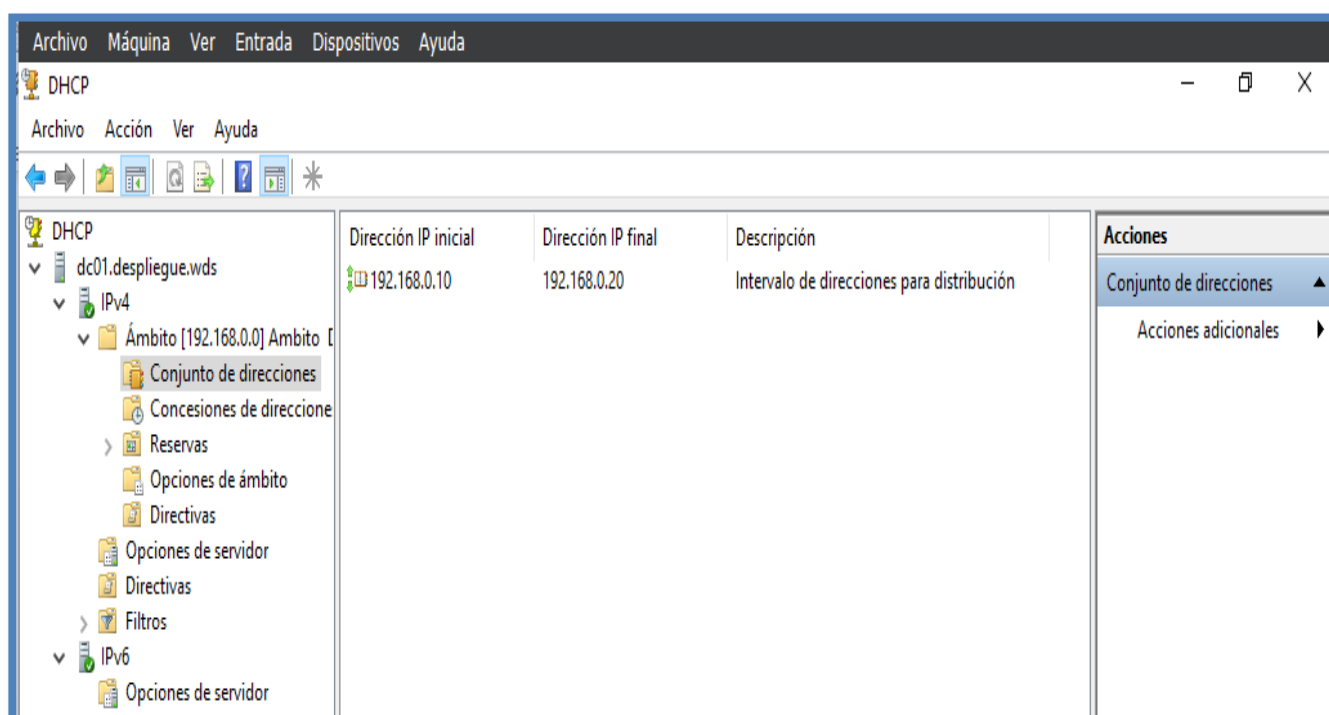 Archivo Máquina Ver Entrada Dispositivos Ayuda
DHCP
Archivo Acción Ver Ayuda
DHCP
dc01.despliegue.wds
IPv4
Ámbito [192.168.0.0] Ambito
Conjunto de direcciones
Concesiones de direccione
Reservas
Opciones de ámbito
Directivas
Opciones de servidor
Directivas
Filtros
IPv6
Opciones de servidor
Dirección IP inicial Dirección IP final Descripción
192.168.0.10 192.168.0.20 Intervalo de direcciones para distribución
Acciones
Conjunto de direcciones
Acciones adicionales